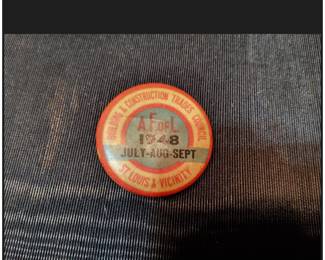 BUILDING & CONSTRUCTION TRADES COUNCIL
A.F. OF L.
1948
JULY-AUG-SEPT
ST. LOUIS & VICINITY